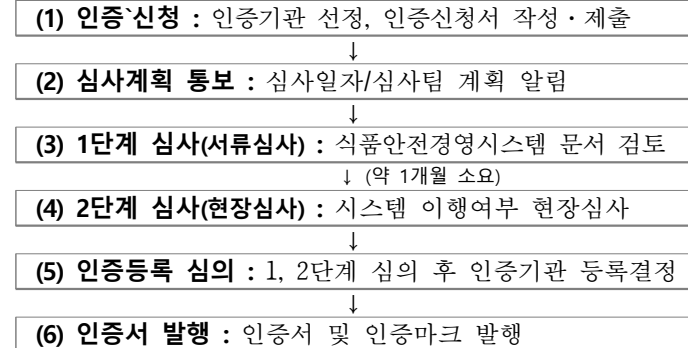 (1) 인증`신청 : 인증기관 선정, 인증신청서 작성・제출
↓
(2) 심사계획 통보 : 심사일자/심사팀 계획 알림
↓
(3) 1단계 심사(서류심사) : 식품안전경영시스템 문서 검토
↓ (약 1개월 소요)
(4) 2단계 심사(현장심사) : 시스템 이행여부 현장심사
↓
(5) 인증등록 심의 : 1, 2단계 심의 후 인증기관 등록결정
↓
(6) 인증서 발행 : 인증서 및 인증마크 발행